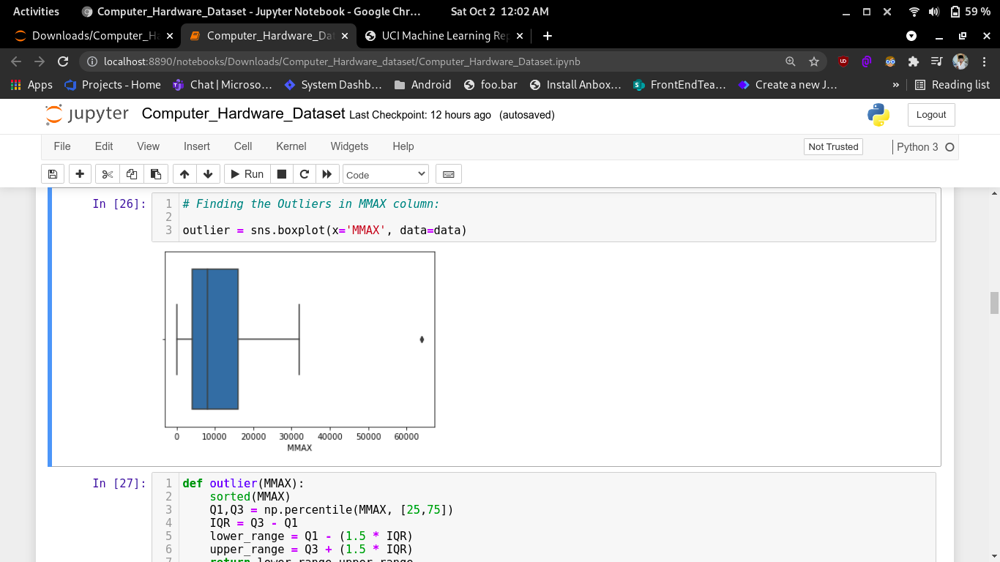 Activities Computer_Hardware_Dataset - Jupyter Notebook - Google Chr... Sat Oct 2 12:02 AM 59 %
Downloads/Computer_Ha Computer_Hardware_Dat UCI Machine Learning Rep
localhost:8890/notebooks/Downloads/Computer_Hardware_dataset/Computer_Hardware_Dataset.ipynb
Apps Projects - Home Chat | Microso... System Dashb... Android foo.bar Install Anbox... FrontEndTea... Create a new J... » Reading list
jupyter Computer_Hardware_Dataset Last Checkpoint: 12 hours ago (autosaved) Logout
File Edit View Insert Cell Kernel Widgets Help Not Trusted Python 3
Run Code
In [26]: 1 # Finding the Outliers in MMAX column:
2
3 outlier = sns.boxplot(x='MMAX', data=data)
0 10000 20000 30000 40000 50000 60000
MMAX
In [27]: 1 def outlier(MMAX):
2 sorted(MMAX)
3 Q1,Q3 = np.percentile(MMAX, [25,75])
4 IQR = Q3 - Q1
5 lower_range = Q1 - (1.5 * IQR)
6 upper_range = Q3 + (1.5 * IQR)
7 return lower_range,upper_range